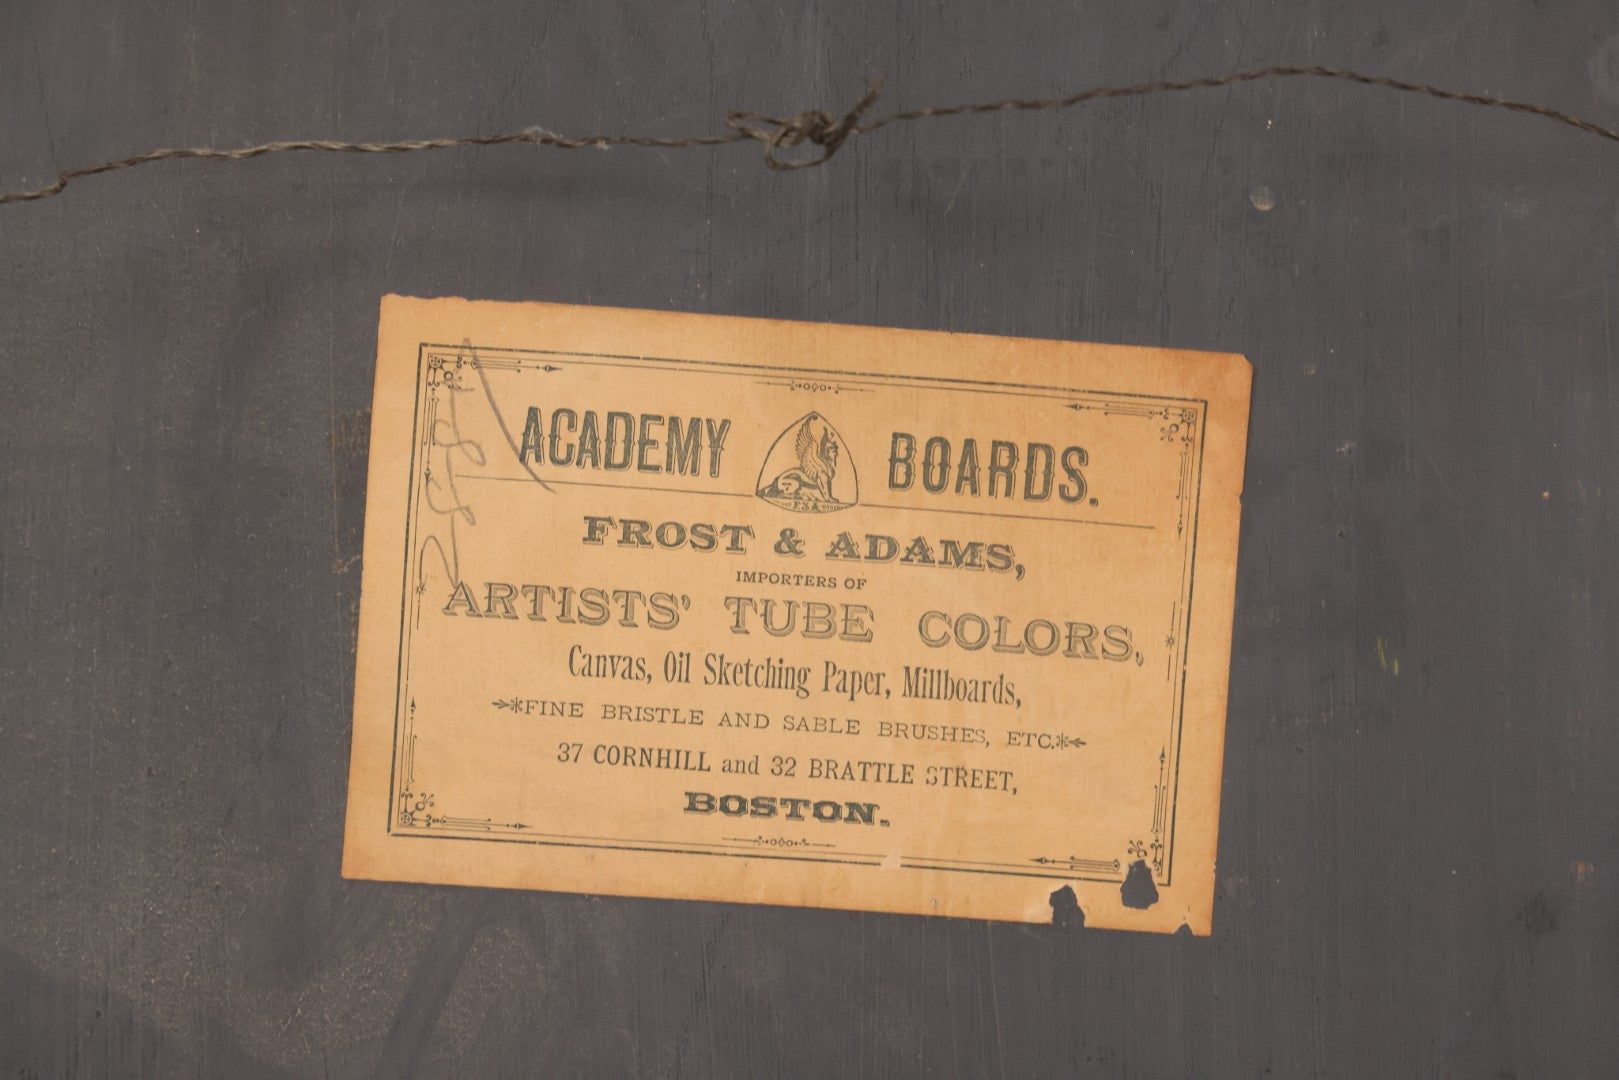 ACADEMY BOARDS.
F & A
FROST & ADAMS,
IMPORTERS OF
ARTISTS' TUBE COLORS,
Canvas, Oil Sketching Paper, Millboards,
FINE BRISTLE AND SABLE BRUSHES, ETC.
37 CORNHILL and 32 BRATTLE STREET,
BOSTON.